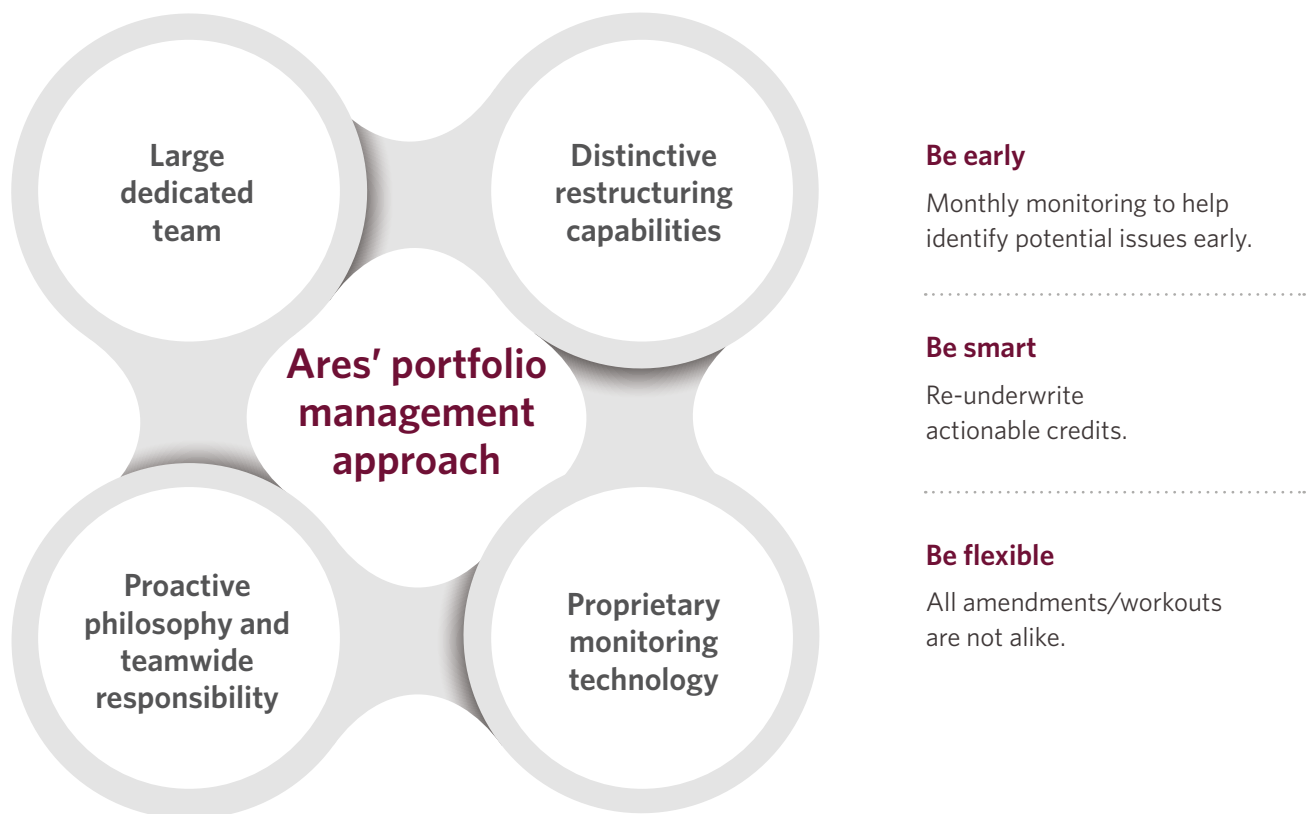 Large
dedicated
team
Distinctive
restructuring
capabilities
Ares’ portfolio
management
approach
Proactive
philosophy and
teamwide
responsibility
Proprietary
monitoring
technology
Be early
Monthly monitoring to help
identify potential issues early.
Be smart
Re-underwrite
actionable credits.
Be flexible
All amendments/workouts
are not alike.